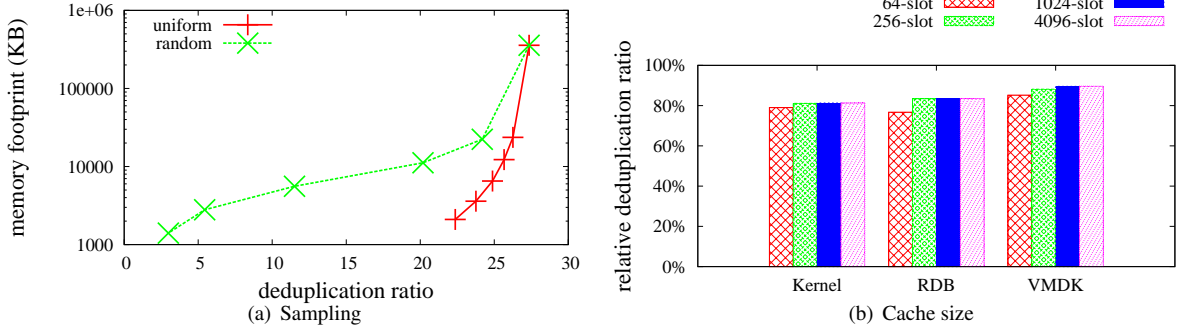 1e+06
100000
10000
1000
memory footprint (KB)
uniform
random
0 5 10 15 20 25 30
deduplication ratio
(a) Sampling
64-slot
256-slot
1024-slot
4096-slot
100%
80%
60%
40%
20%
0%
relative deduplication ratio
Kernel RDB VMDK
(b) Cache size